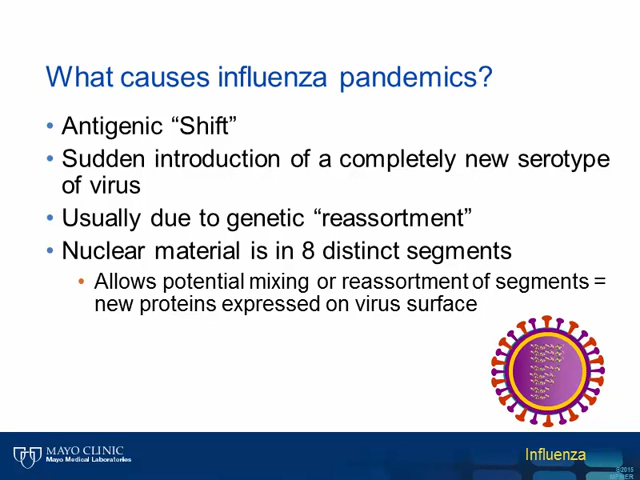 What causes influenza pandemics?
• Antigenic “Shift”
• Sudden introduction of a completely new serotype
of virus
• Usually due to genetic “reassortment”
• Nuclear material is in 8 distinct segments
• Allows potential mixing or reassortment of segments =
new proteins expressed on virus surface
MAYO CLINIC
Mayo Medical Laboratories
Influenza